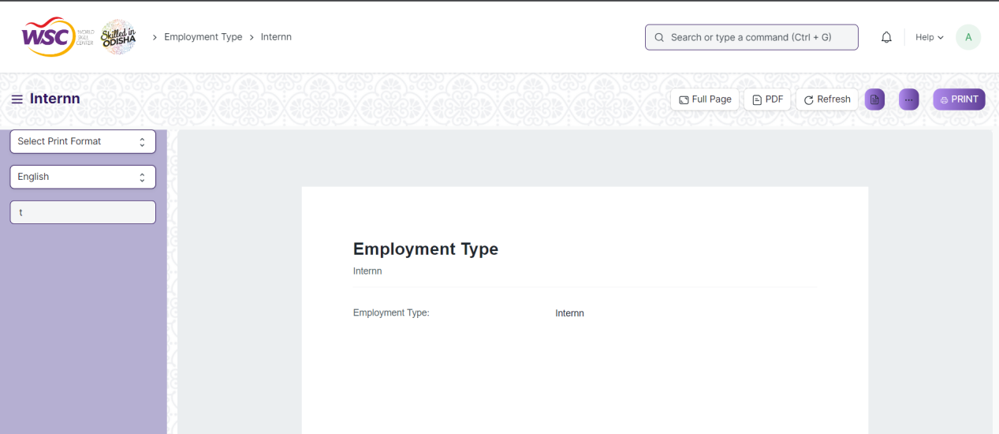 WSC WORLD SKILL CENTER
Skilled in ODISHA
Employment Type
Internn
Search or type a command (Ctrl + G)
Help
A
Internn
Full Page
PDF
Refresh
PRINT
Select Print Format
English
t
Employment Type
Internn
Employment Type: Internn